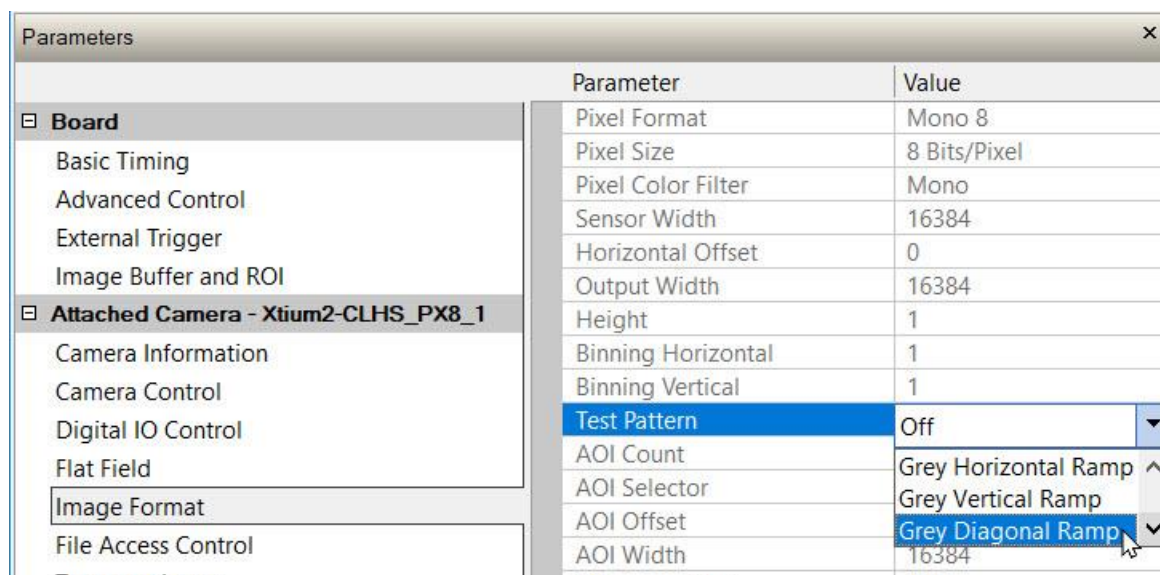 Parameters
Parameter Value
Board
Basic Timing
Advanced Control
External Trigger
Image Buffer and ROI
Attached Camera - Xtium2-CLHS_PX8_1
Camera Information
Camera Control
Digital IO Control
Flat Field
Image Format
File Access Control
Pixel Format Mono 8
Pixel Size 8 Bits/Pixel
Pixel Color Filter Mono
Sensor Width 16384
Horizontal Offset 0
Output Width 16384
Height 1
Binning Horizontal 1
Binning Vertical 1
Test Pattern Off
AOI Count
AOI Selector
AOI Offset
AOI Width 16384
Grey Horizontal Ramp
Grey Vertical Ramp
Grey Diagonal Ramp